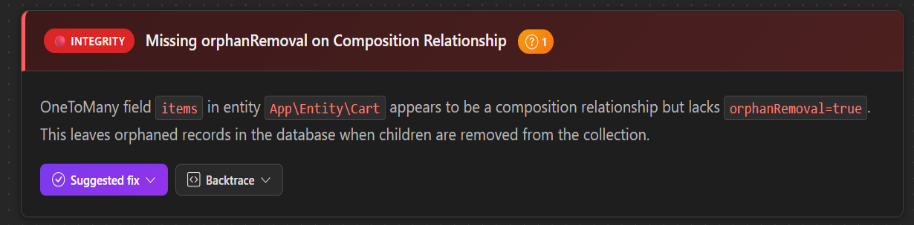 INTEGRITY Missing orphanRemoval on Composition Relationship ? 1
OneToMany field items in entity App\Entity\Cart appears to be a composition relationship but lacks orphanRemoval=true.
This leaves orphaned records in the database when children are removed from the collection.
Suggested fix Backtrace